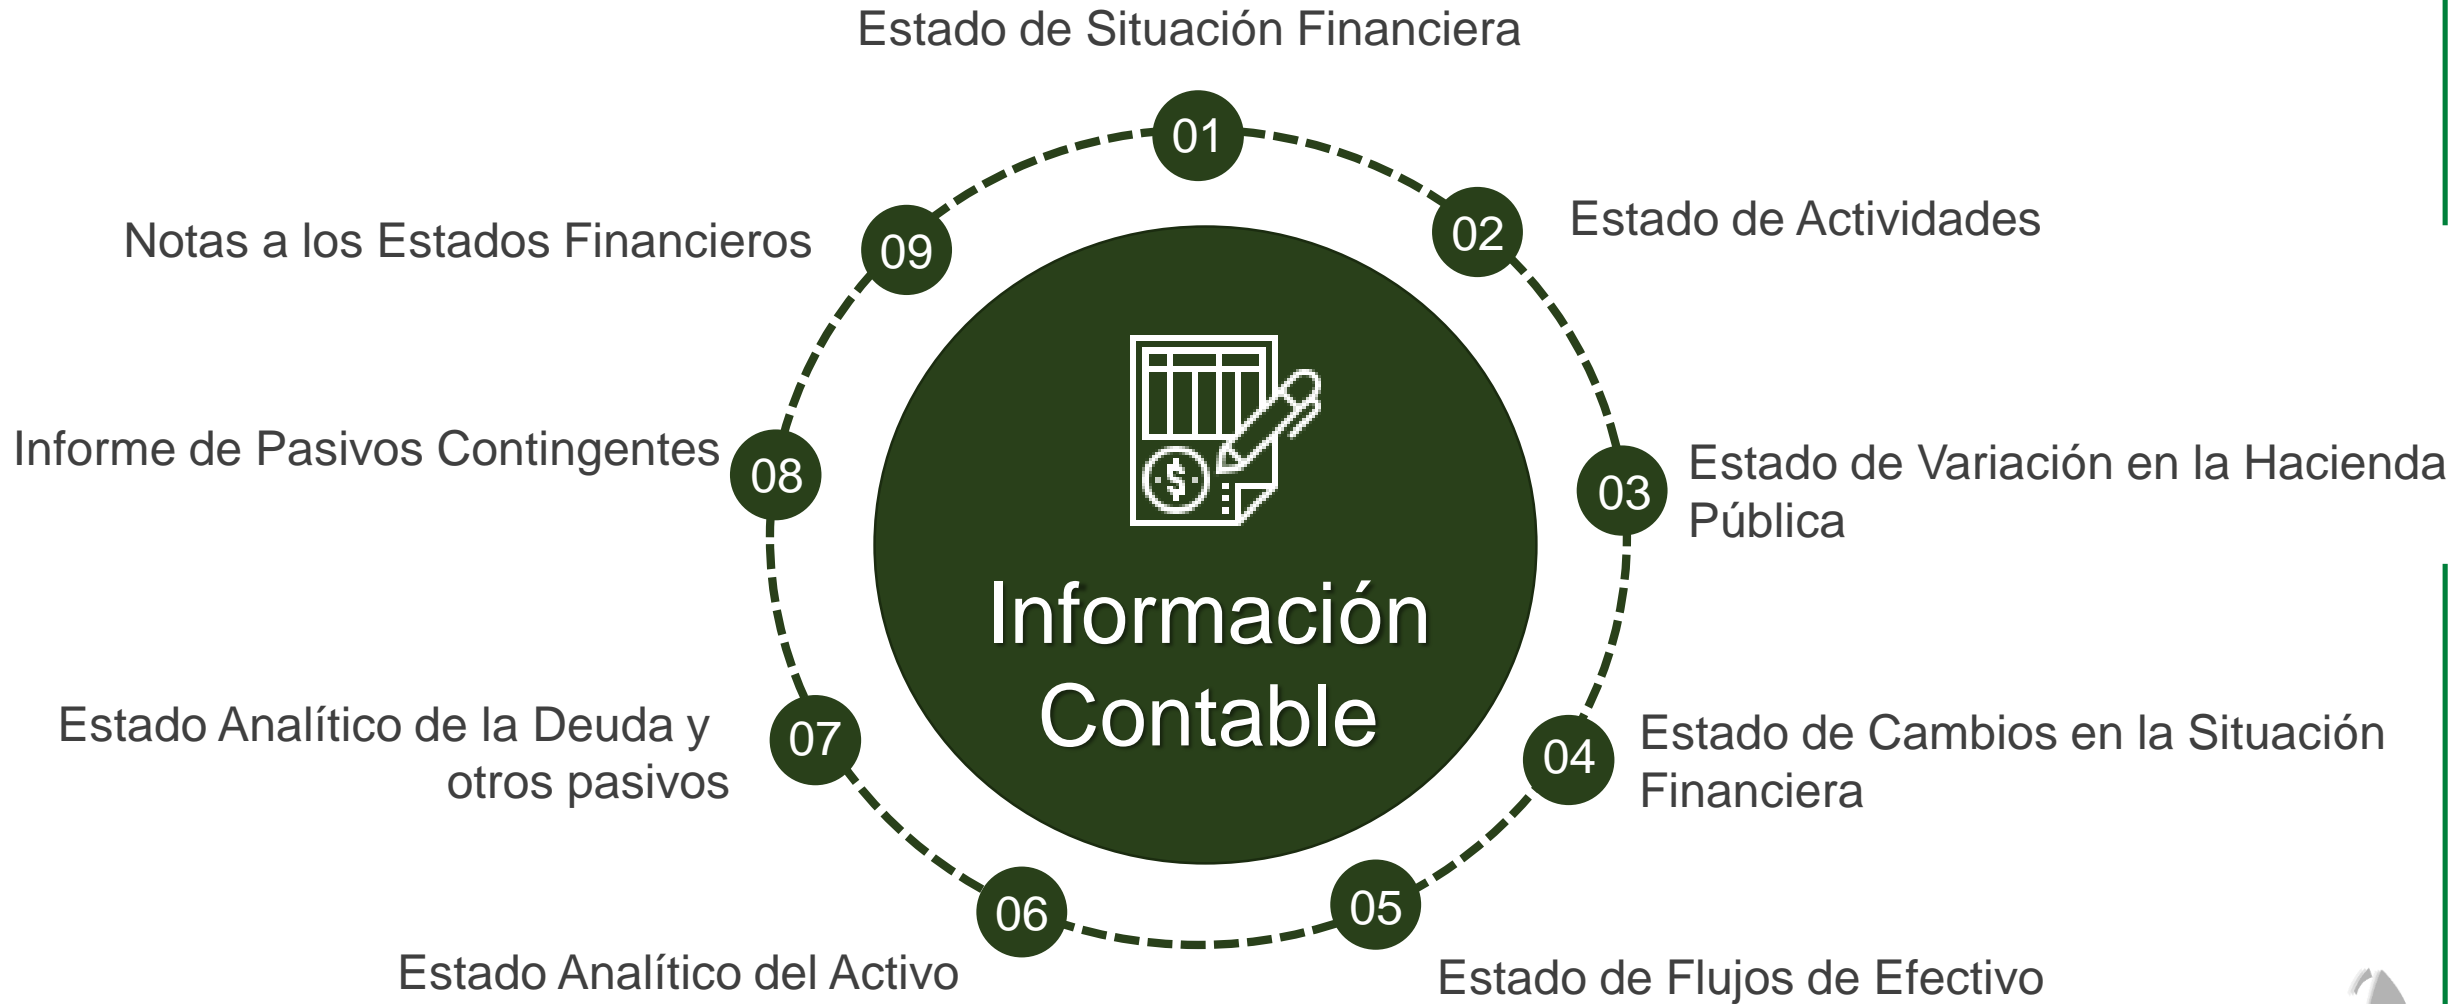 Estado de Situación Financiera
01
02
Estado de Actividades
03
Estado de Variación en la Hacienda
Pública
04
Estado de Cambios en la Situación
Financiera
05
Estado de Flujos de Efectivo
06
Estado Analítico del Activo
07
Estado Analítico de la Deuda y
otros pasivos
08
Informe de Pasivos Contingentes
09
Notas a los Estados Financieros
$
Información
Contable